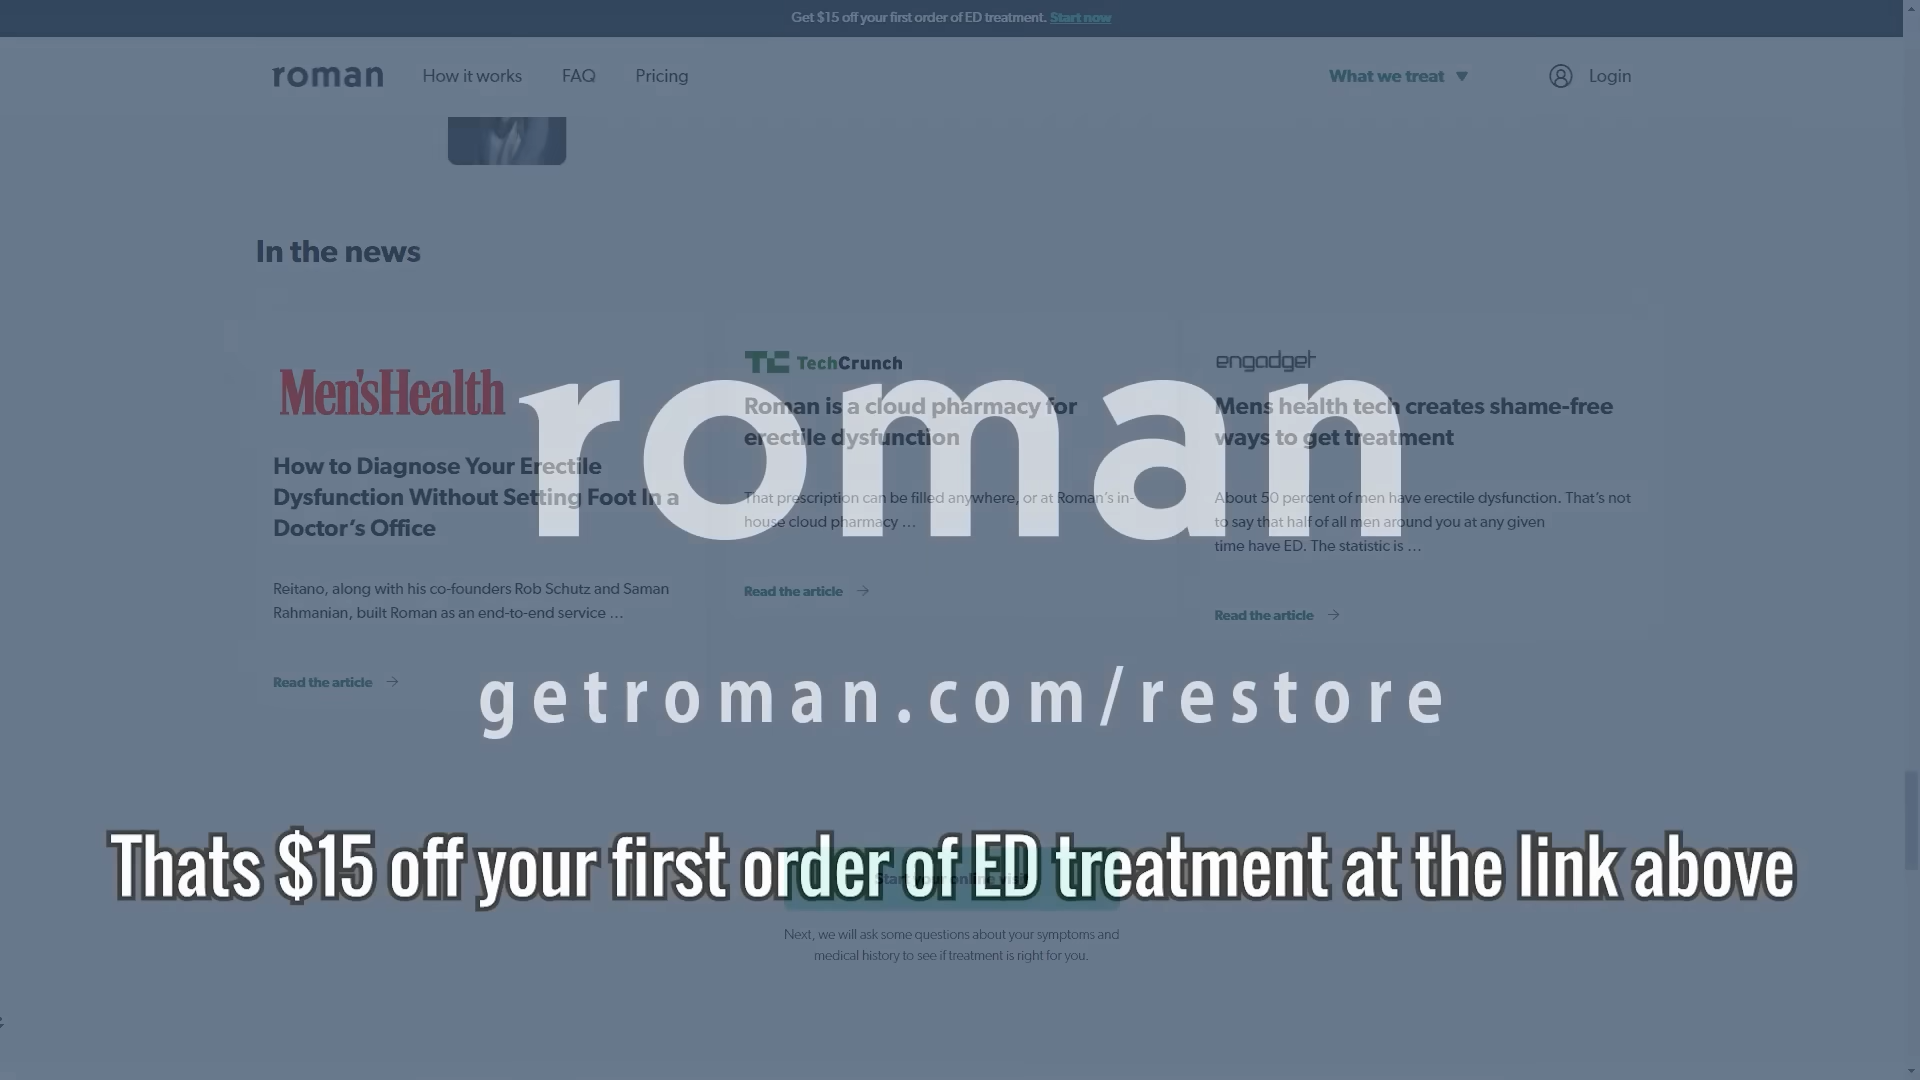 Get $15 off your first order of ED treatment. Start now
roman How it works FAQ Pricing What we treat Login
In the news
Men'sHealth
How to Diagnose Your Erectile
Dysfunction Without Setting Foot In a
Doctor's Office
Reitano, along with his co-founders Rob Schutz and Saman
Rahmanian, built Roman as an end-to-end service ...
Read the article →
TC TechCrunch
Roman is a cloud pharmacy for
erectile dysfunction
That prescription can be filled anywhere, or at Roman's in-
house cloud pharmacy ...
Read the article →
engadget
Mens health tech creates shame-free
ways to get treatment
About 50 percent of men have erectile dysfunction. That's not
to say that half of all men around you at any given
time have ED. The statistic is ...
Read the article →
roman
getroman.com/restore
Thats $15 off your first order of ED treatment at the link above
Start your online visit
Next, we will ask some questions about your symptoms and
medical history to see if treatment is right for you.